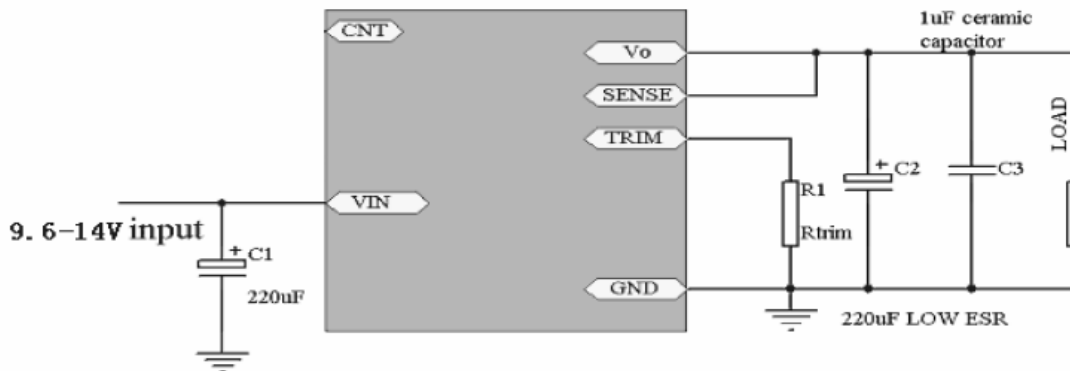 CNT
1uF ceramic
capacitor
Vo
SENSE
TRIM
LOAD
C2
C3
R1
VIN
Rtrim
9.6-14V input
C1
220uF
GND
220uF LOW ESR